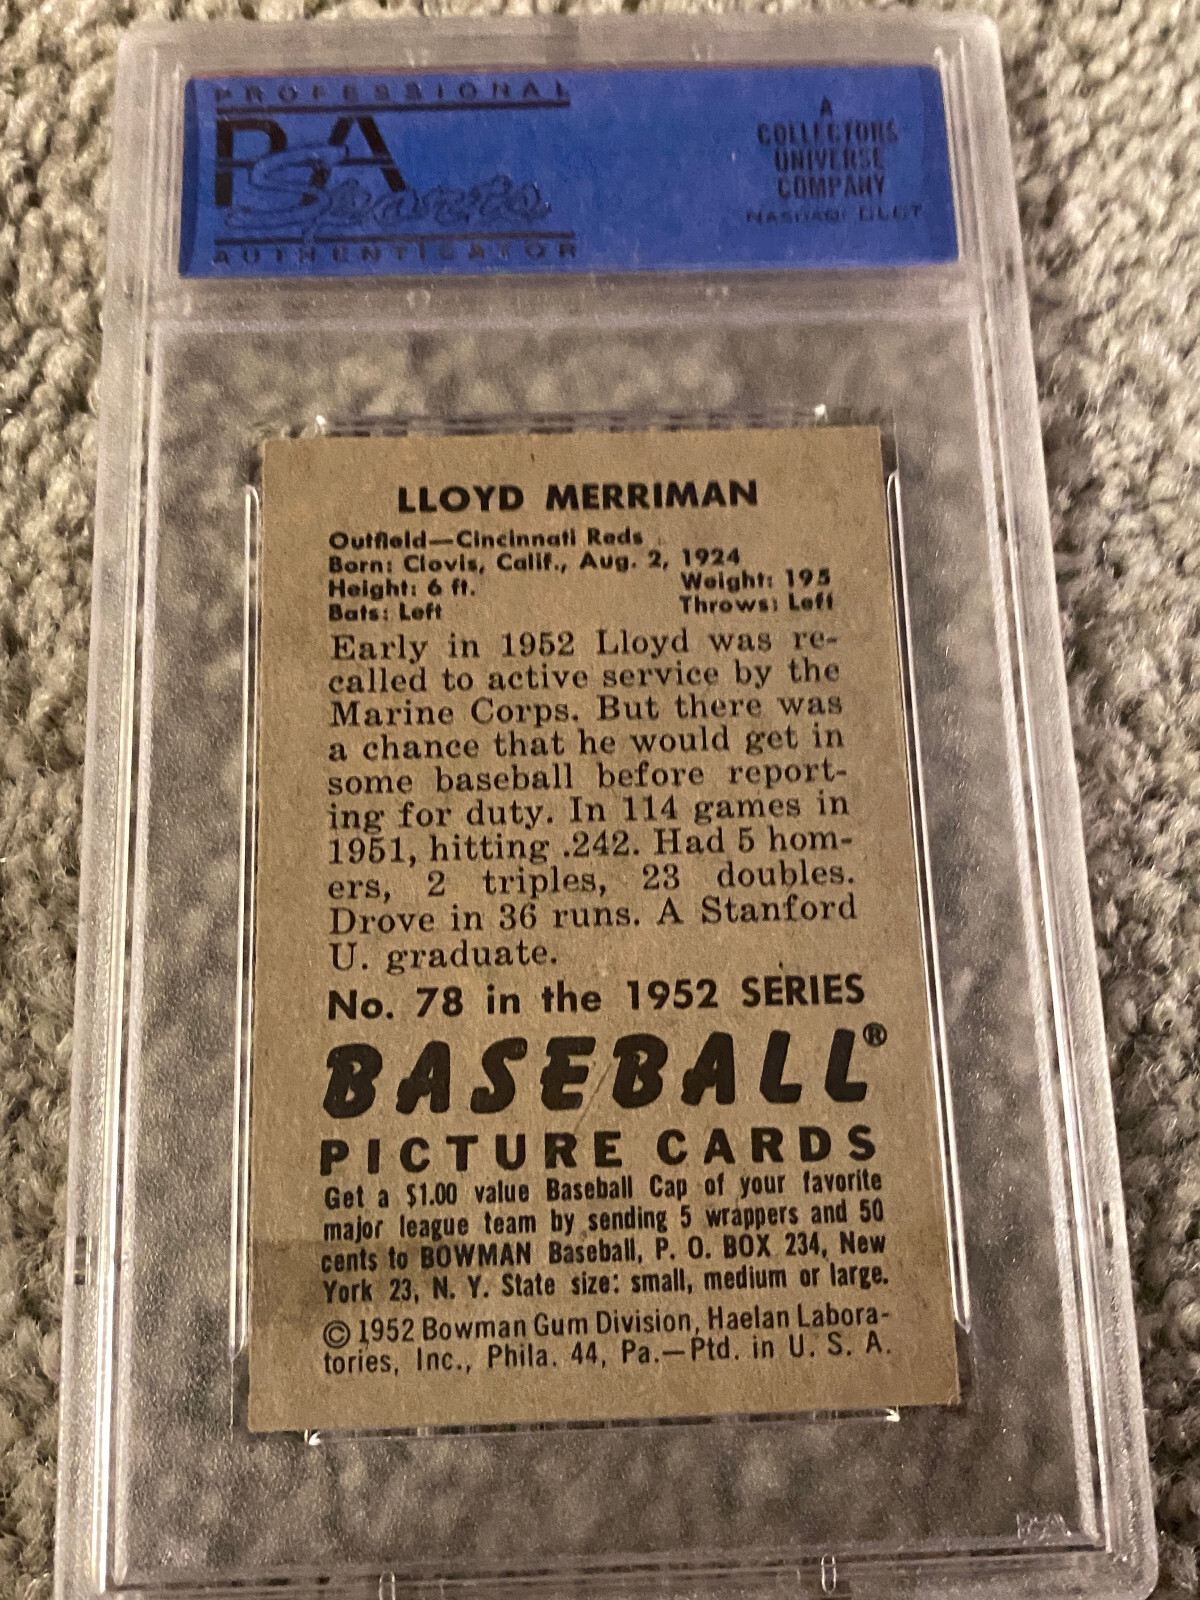 PROFESSIONAL
PSA
Sports
AUTHENTICATOR
A
COLLECTORS
UNIVERSE
COMPANY
NASDAQ: CLCT
LLOYD MERRIMAN
Outfield—Cincinnati Reds
Born: Clovis, Calif., Aug. 2, 1924
Height: 6 ft. Weight: 195
Bats: Left Throws: Left
Early in 1952 Lloyd was re-
called to active service by the
Marine Corps. But there was
a chance that he would get in
some baseball before report-
ing for duty. In 114 games in
1951, hitting .242. Had 5 hom-
ers, 2 triples, 23 doubles.
Drove in 36 runs. A Stanford
U. graduate.
No. 78 in the 1952 SERIES
BASEBALL®
PICTURE CARDS
Get a $1.00 value Baseball Cap of your favorite
major league team by sending 5 wrappers and 50
cents to BOWMAN Baseball, P. O. BOX 234, New
York 23, N. Y. State size: small, medium or large.
© 1952 Bowman Gum Division, Haelan Labora-
tories, Inc., Phila. 44, Pa.—Ptd. in U. S. A.